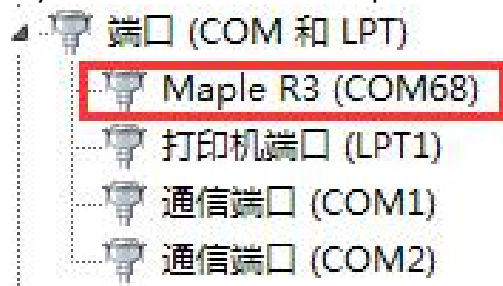 端口 (COM 和 LPT)
Maple R3 (COM68)
打印机端口 (LPT1)
通信端口 (COM1)
通信端口 (COM2)